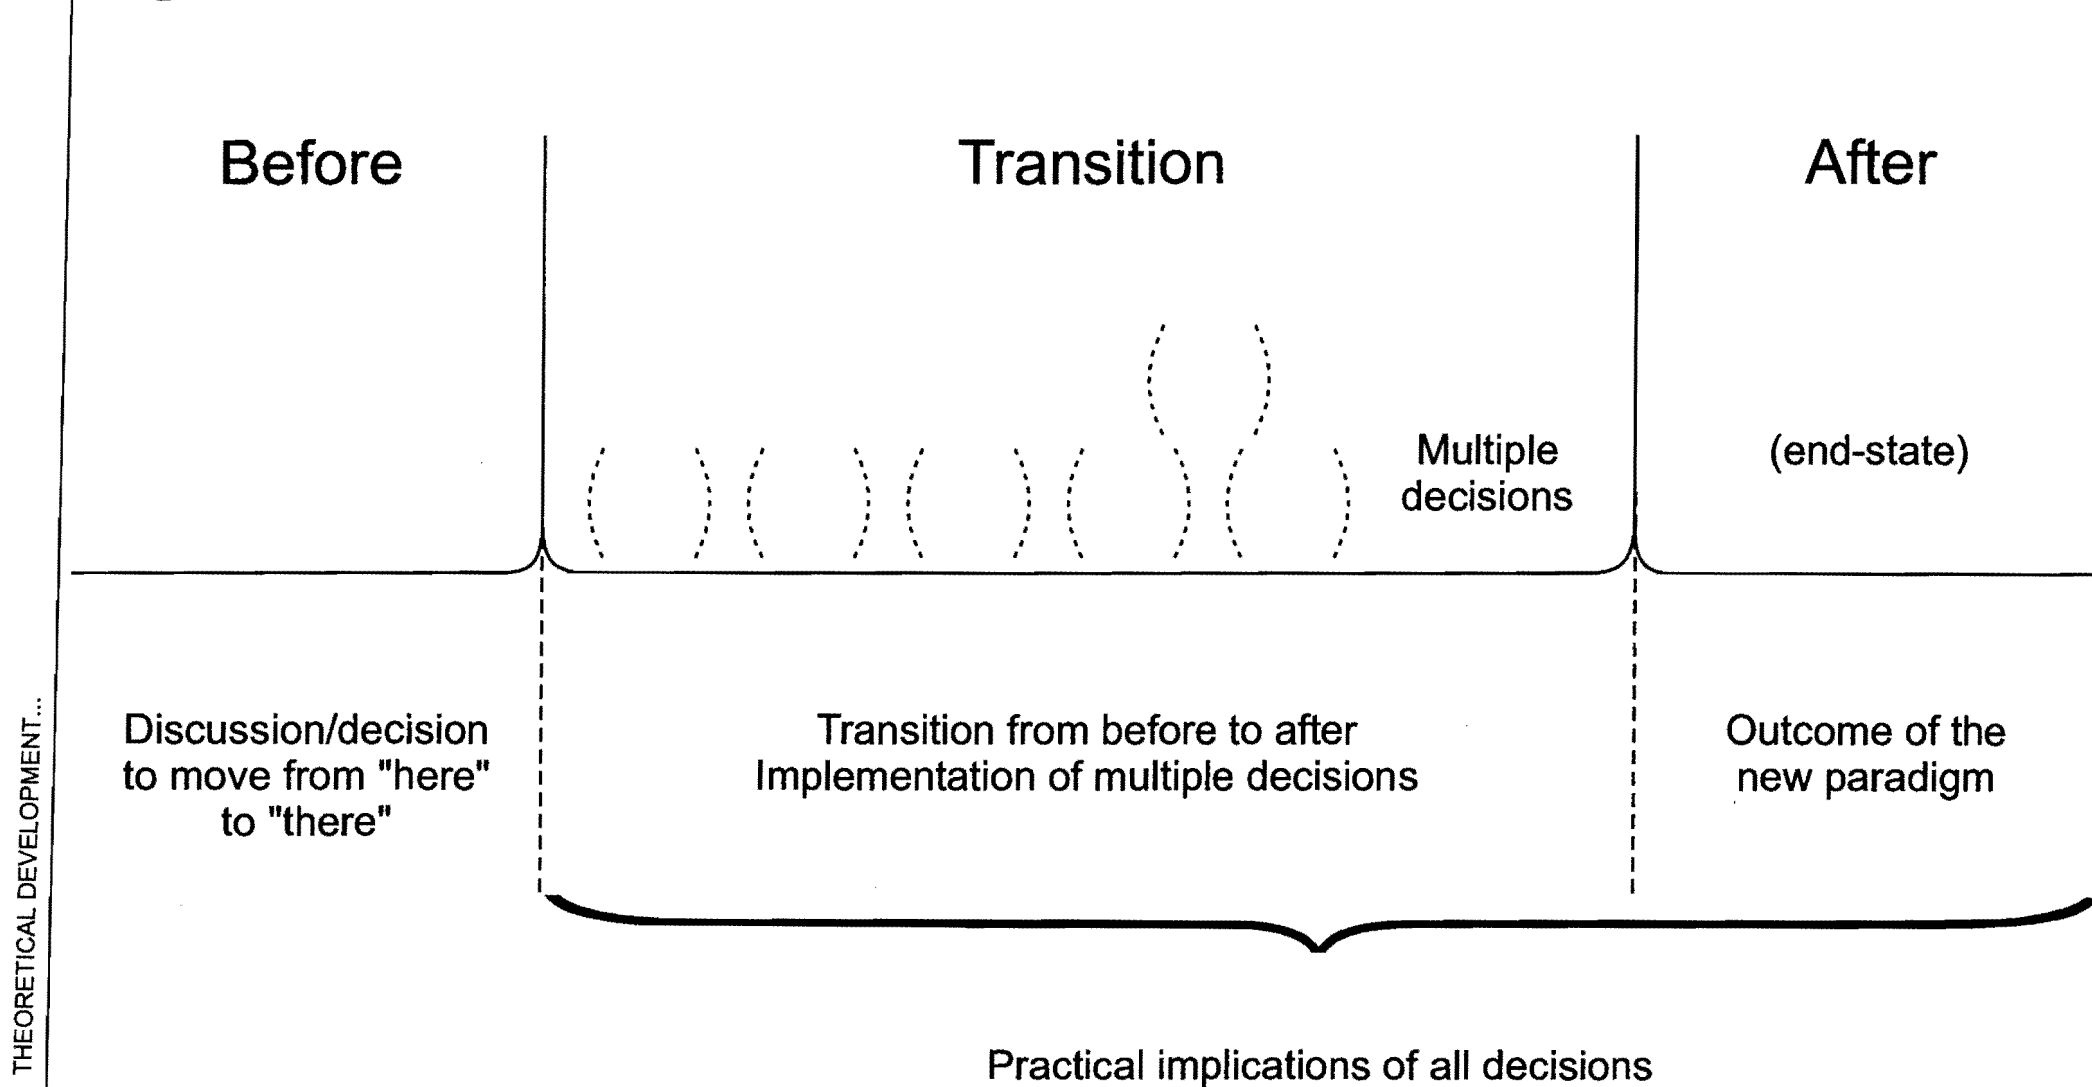 Before
Transition
After
Multiple
decisions
(end-state)
Discussion/decision
to move from "here"
to "there"
Transition from before to after
Implementation of multiple decisions
Outcome of the
new paradigm
Practical implications of all decisions
THEORETICAL DEVELOPMENT...